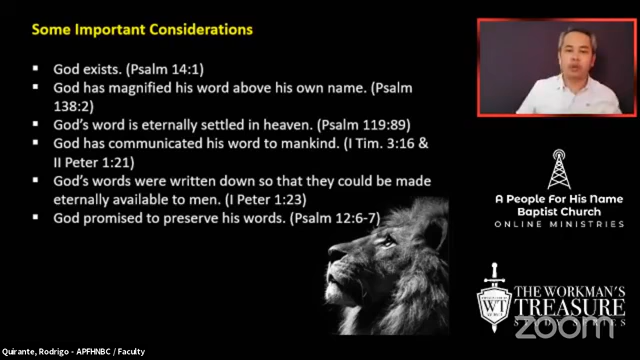 Some Important Considerations
▪ God exists. (Psalm 14:1)
▪ God has magnified his word above his own name. (Psalm
138:2)
▪ God's word is eternally settled in heaven. (Psalm 119:89)
▪ God has communicated his word to mankind. (I Tim. 3:16 &
II Peter 1:21)
▪ God's words were written down so that they could be made
eternally available to men. (I Peter 1:23)
▪ God promised to preserve his words. (Psalm 12:6-7)
A People For His Name
Baptist Church
ONLINE MINISTRIES
WT
THE WORKMAN'S
TREASURE
zoom
Quirante, Rodrigo - APFHNBC / Faculty